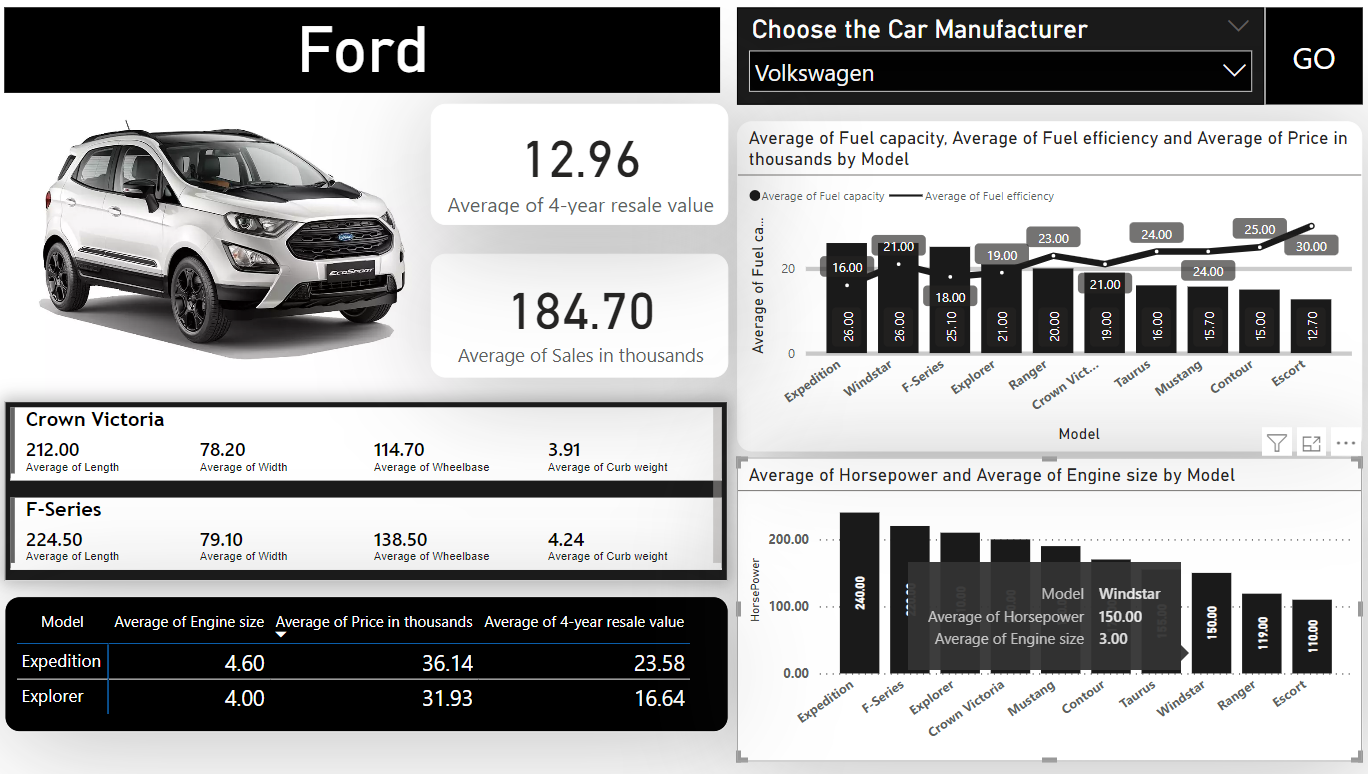 Ford
Choose the Car Manufacturer
Volkswagen
GO
EcoSport
12.96
Average of 4-year resale value
184.70
Average of Sales in thousands
Crown Victoria
212.00 78.20 114.70 3.91
Average of Length Average of Width Average of Wheelbase Average of Curb weight
F-Series
224.50 79.10 138.50 4.24
Average of Length Average of Width Average of Wheelbase Average of Curb weight
Model Average of Engine size Average of Price in thousands Average of 4-year resale value
Expedition 4.60 36.14 23.58
Explorer 4.00 31.93 16.64
Average of Fuel capacity, Average of Fuel efficiency and Average of Price in
thousands by Model
Average of Fuel capacity Average of Fuel efficiency
Average of Fuel ca...
20
0
16.00 21.00 18.00 19.00 23.00 21.00 24.00 24.00 25.00 30.00
26.00 26.00 25.10 21.00 20.00 19.00 16.00 15.70 15.00 12.70
Expedition Windstar F-Series Explorer Ranger Crown Vict... Taurus Mustang Contour Escort
Model
Average of Horsepower and Average of Engine size by Model
HorsePower
200.00
100.00
0.00
240.00 150.00 119.00 110.00
Model Windstar
Average of Horsepower 150.00
Average of Engine size 3.00
Expedition F-Series Explorer Crown Victoria Mustang Contour Taurus Windstar Ranger Escort